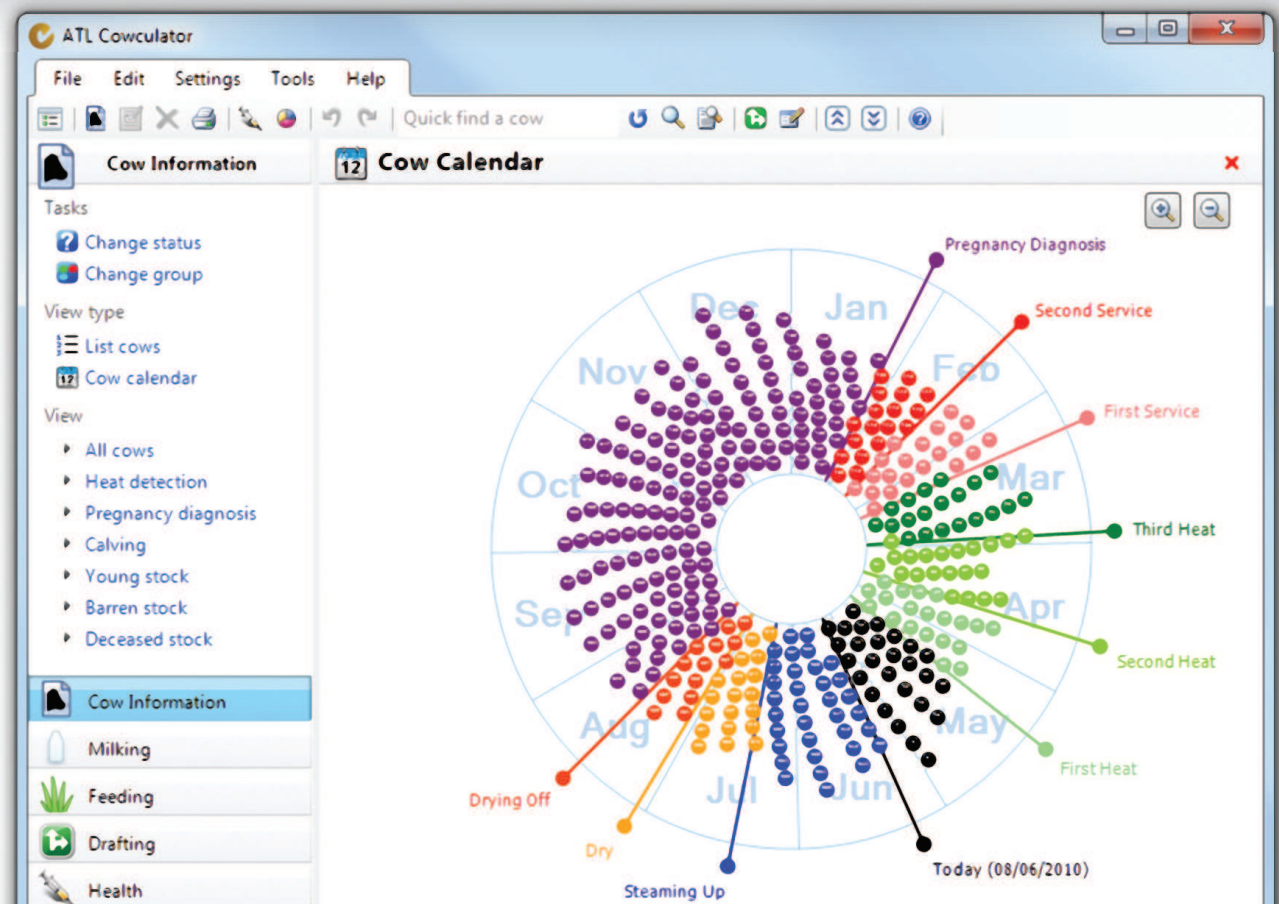 ATL Cowculator
File Edit Settings Tools Help
Quick find a cow
Cow Information
12 Cow Calendar
Tasks
Change status
Change group
View type
List cows
12 Cow calendar
View
All cows
Heat detection
Pregnancy diagnosis
Calving
Young stock
Barren stock
Deceased stock
Cow Information
Milking
Feeding
Drafting
Health
Pregnancy Diagnosis
Second Service
First Service
Third Heat
Second Heat
First Heat
Today (08/06/2010)
Steaming Up
Dry
Drying Off
Jan
Feb
Mar
Apr
May
Jun
Jul
Aug
Sep
Oct
Nov
Dec